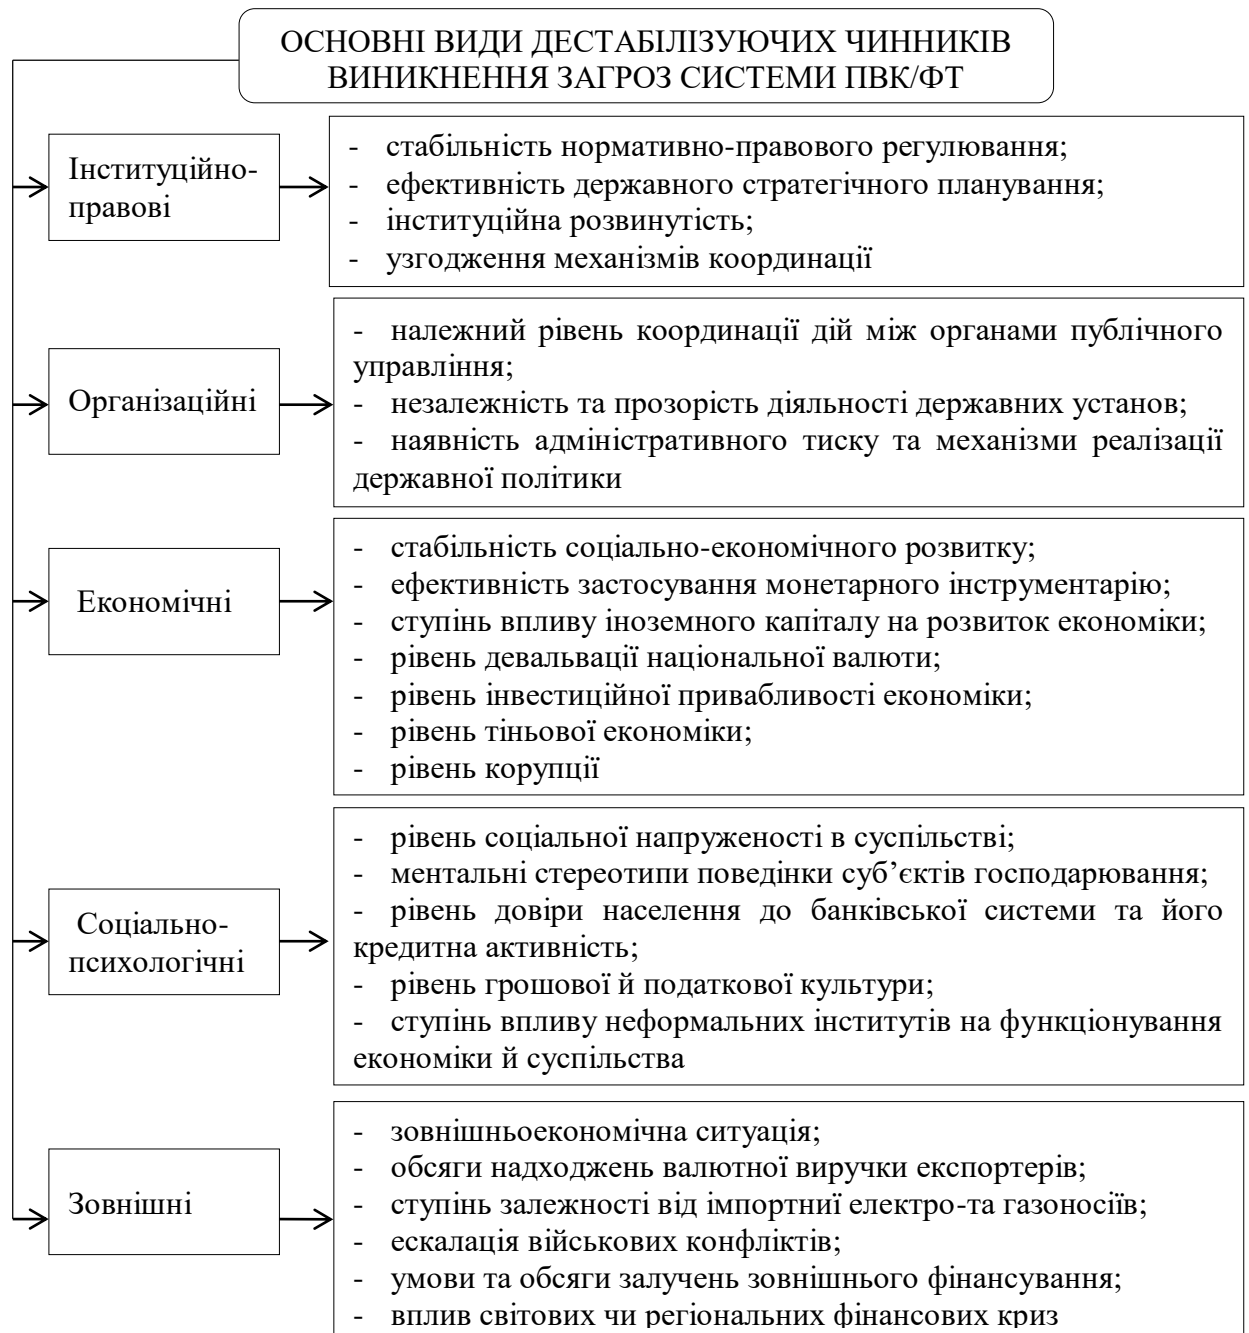 ОСНОВНІ ВИДИ ДЕСТАБІЛІЗУЮЧИХ ЧИННИКІВ
ВИНИКНЕННЯ ЗАГРОЗ СИСТЕМИ ПВК/ФТ
Інституційно-
правові
- стабільність нормативно-правового регулювання;
- ефективність державного стратегічного планування;
- інституційна розвинутість;
- узгодження механізмів координації
Організаційні
- належний рівень координації дій між органами публічного
управління;
- незалежність та прозорість діяльності державних установ;
- наявність адміністративного тиску та механізми реалізації
державної політики
Економічні
- стабільність соціально-економічного розвитку;
- ефективність застосування монетарного інструментарію;
- ступінь впливу іноземного капіталу на розвиток економіки;
- рівень девальвації національної валюти;
- рівень інвестиційної привабливості економіки;
- рівень тіньової економіки;
- рівень корупції
Соціально-
психологічні
- рівень соціальної напруженості в суспільстві;
- ментальні стереотипи поведінки суб’єктів господарювання;
- рівень довіри населення до банківської системи та його
кредитна активність;
- рівень грошової й податкової культури;
- ступінь впливу неформальних інститутів на функціонування
економіки й суспільства
Зовнішні
- зовнішньоекономічна ситуація;
- обсяги надходжень валютної виручки експортерів;
- ступінь залежності від імпортниї електро-та газоносіїв;
- ескалація військових конфліктів;
- умови та обсяги залучень зовнішнього фінансування;
- вплив світових чи регіональних фінансових криз